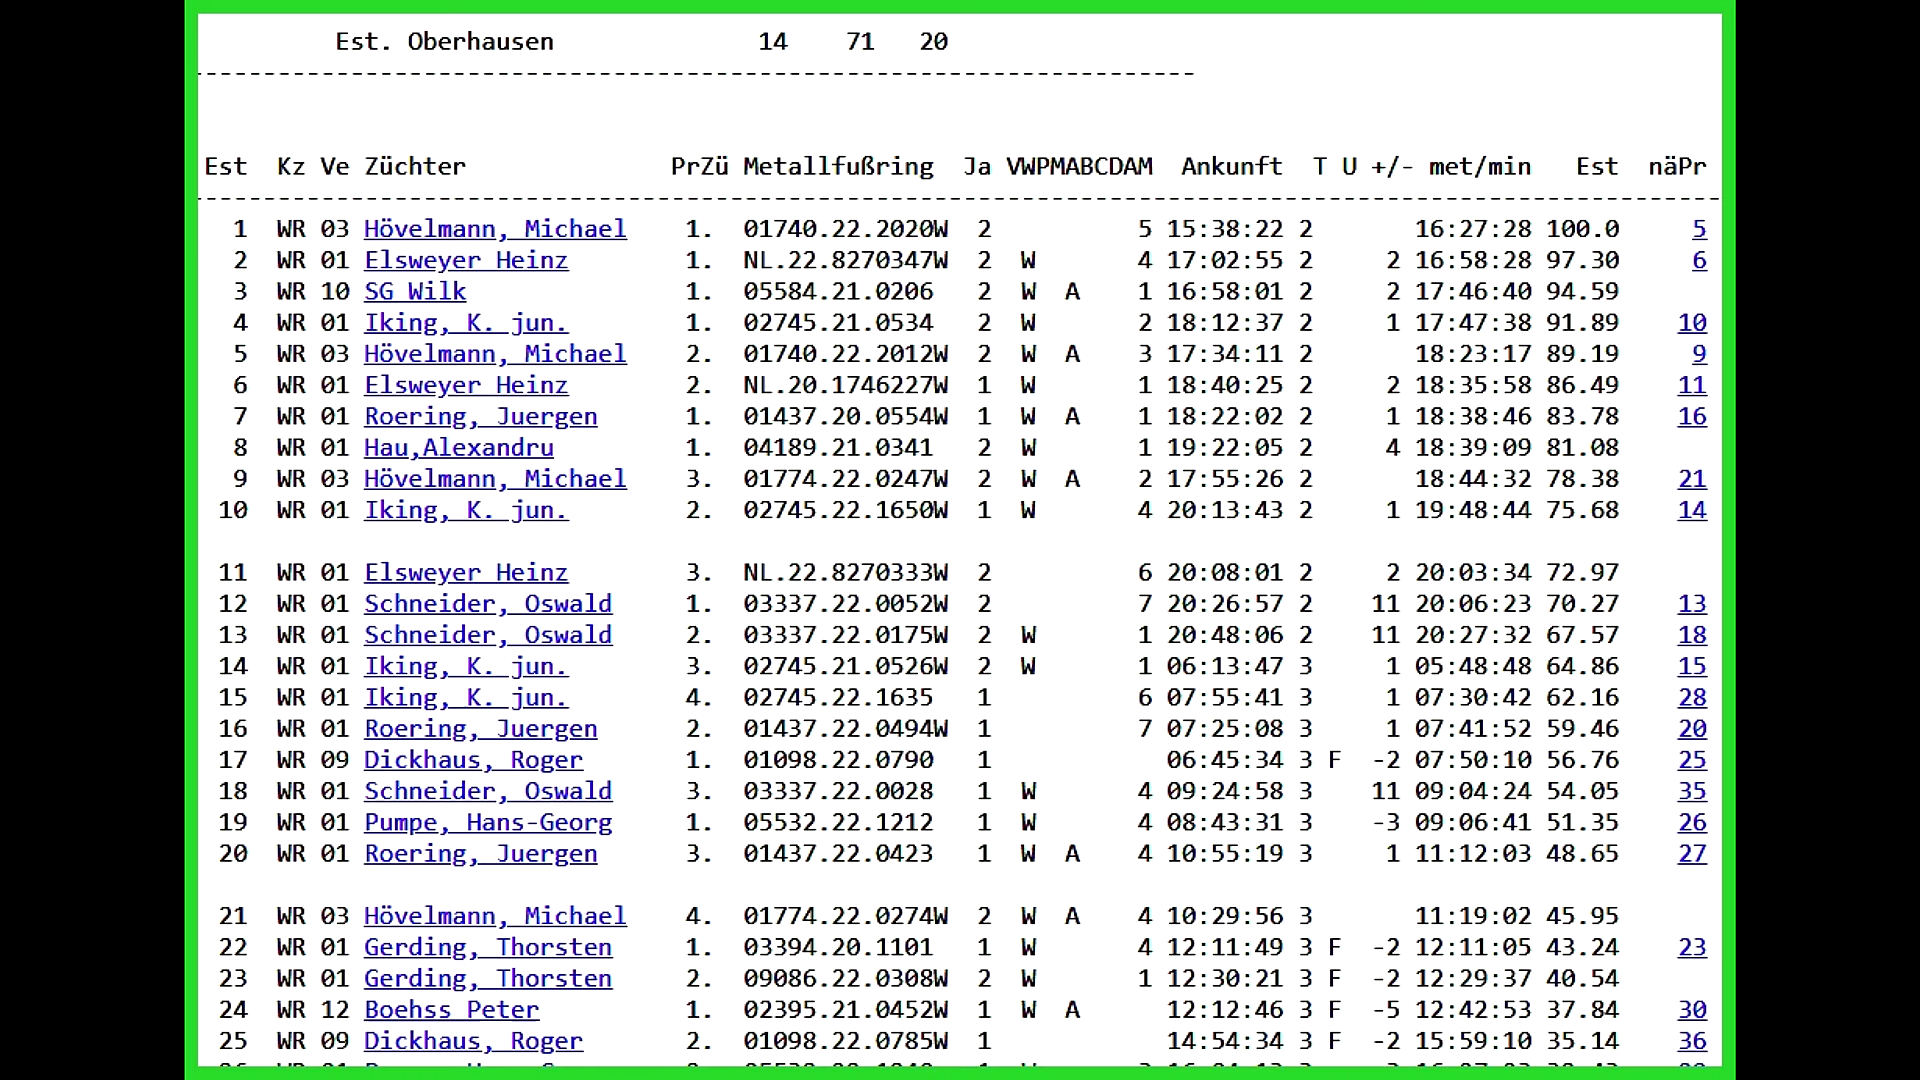 Est. Oberhausen 14 71 20
Est Kz Ve Züchter PrZü Metallfußring Ja VWPMABCDAM Ankunft T U +/- met/min Est näPr
1 WR 03 Hövelmann, Michael 1. 01740.22.2020W 2 5 15:38:22 2 16:27:28 100.0 5
2 WR 01 Elsweyer Heinz 1. NL.22.8270347W 2 W 4 17:02:55 2 2 16:58:28 97.30 6
3 WR 10 SG Wilk 1. 05584.21.0206 2 W A 1 16:58:01 2 2 17:46:40 94.59
4 WR 01 Iking, K. jun. 1. 02745.21.0534 2 W 2 18:12:37 2 1 17:47:38 91.89 10
5 WR 03 Hövelmann, Michael 2. 01740.22.2012W 2 W A 3 17:34:11 2 18:23:17 89.19 9
6 WR 01 Elsweyer Heinz 2. NL.20.1746227W 1 W 1 18:40:25 2 2 18:35:58 86.49 11
7 WR 01 Roering, Juergen 1. 01437.20.0554W 1 W A 1 18:22:02 2 1 18:38:46 83.78 16
8 WR 01 Hau,Alexandru 1. 04189.21.0341 2 W 1 19:22:05 2 4 18:39:09 81.08
9 WR 03 Hövelmann, Michael 3. 01774.22.0247W 2 W A 2 17:55:26 2 18:44:32 78.38 21
10 WR 01 Iking, K. jun. 2. 02745.22.1650W 1 W 4 20:13:43 2 1 19:48:44 75.68 14
11 WR 01 Elsweyer Heinz 3. NL.22.8270333W 2 6 20:08:01 2 2 20:03:34 72.97
12 WR 01 Schneider, Oswald 1. 03337.22.0052W 2 7 20:26:57 2 11 20:06:23 70.27 13
13 WR 01 Schneider, Oswald 2. 03337.22.0175W 2 W 1 20:48:06 2 11 20:27:32 67.57 18
14 WR 01 Iking, K. jun. 3. 02745.21.0526W 2 W 1 06:13:47 3 1 05:48:48 64.86 15
15 WR 01 Iking, K. jun. 4. 02745.22.1635 1 6 07:55:41 3 1 07:30:42 62.16 28
16 WR 01 Roering, Juergen 2. 01437.22.0494W 1 7 07:25:08 3 1 07:41:52 59.46 20
17 WR 09 Dickhaus, Roger 1. 01098.22.0790 1 06:45:34 3 F -2 07:50:10 56.76 25
18 WR 01 Schneider, Oswald 3. 03337.22.0028 1 W 4 09:24:58 3 11 09:04:24 54.05 35
19 WR 01 Pumpe, Hans-Georg 1. 05532.22.1212 1 W 4 08:43:31 3 -3 09:06:41 51.35 26
20 WR 01 Roering, Juergen 3. 01437.22.0423 1 W A 4 10:55:19 3 1 11:12:03 48.65 27
21 WR 03 Hövelmann, Michael 4. 01774.22.0274W 2 W A 4 10:29:56 3 11:19:02 45.95
22 WR 01 Gerding, Thorsten 1. 03394.20.1101 1 W 4 12:11:49 3 F -2 12:11:05 43.24 23
23 WR 01 Gerding, Thorsten 2. 09086.22.0308W 2 W 1 12:30:21 3 F -2 12:29:37 40.54
24 WR 12 Boehss Peter 1. 02395.21.0452W 1 W A 12:12:46 3 F -5 12:42:53 37.84 30
25 WR 09 Dickhaus, Roger 2. 01098.22.0785W 1 14:54:34 3 F -2 15:59:10 35.14 36